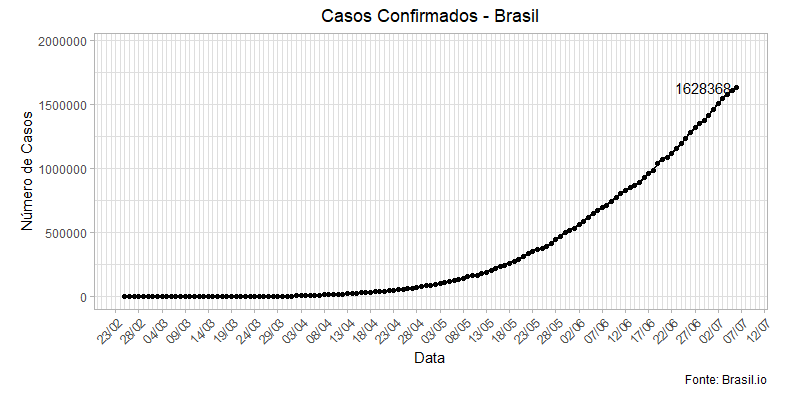 Casos Confirmados - Brasil
2000000
1500000
1000000
500000
0
Número de Casos
1628368
23/02 28/02 04/03 09/03 14/03 19/03 24/03 29/03 03/04 08/04 13/04 18/04 23/04 28/04 03/05 08/05 13/05 18/05 23/05 28/05 02/06 07/06 12/06 17/06 22/06 27/06 02/07 07/07 12/07
Data
Fonte: Brasil.io